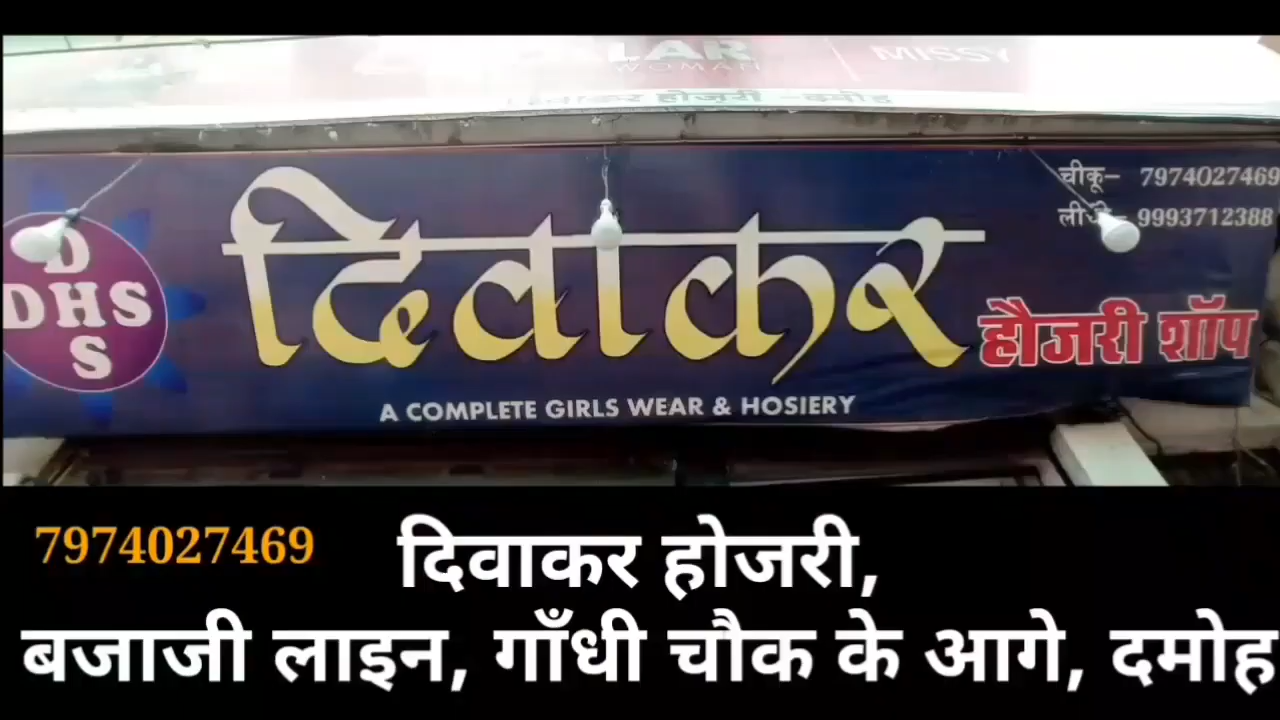 LAR
WOMAN
MISSY
दिवाकर होजरी - दमोह
चीकू- 7974027469
9993712388
D
DHS
S
दिवाकर
हौजरी शॉप
A COMPLETE GIRLS WEAR & HOSIERY
7974027469
दिवाकर होजरी,
बजाजी लाइन, गाँधी चौक के आगे, दमोह